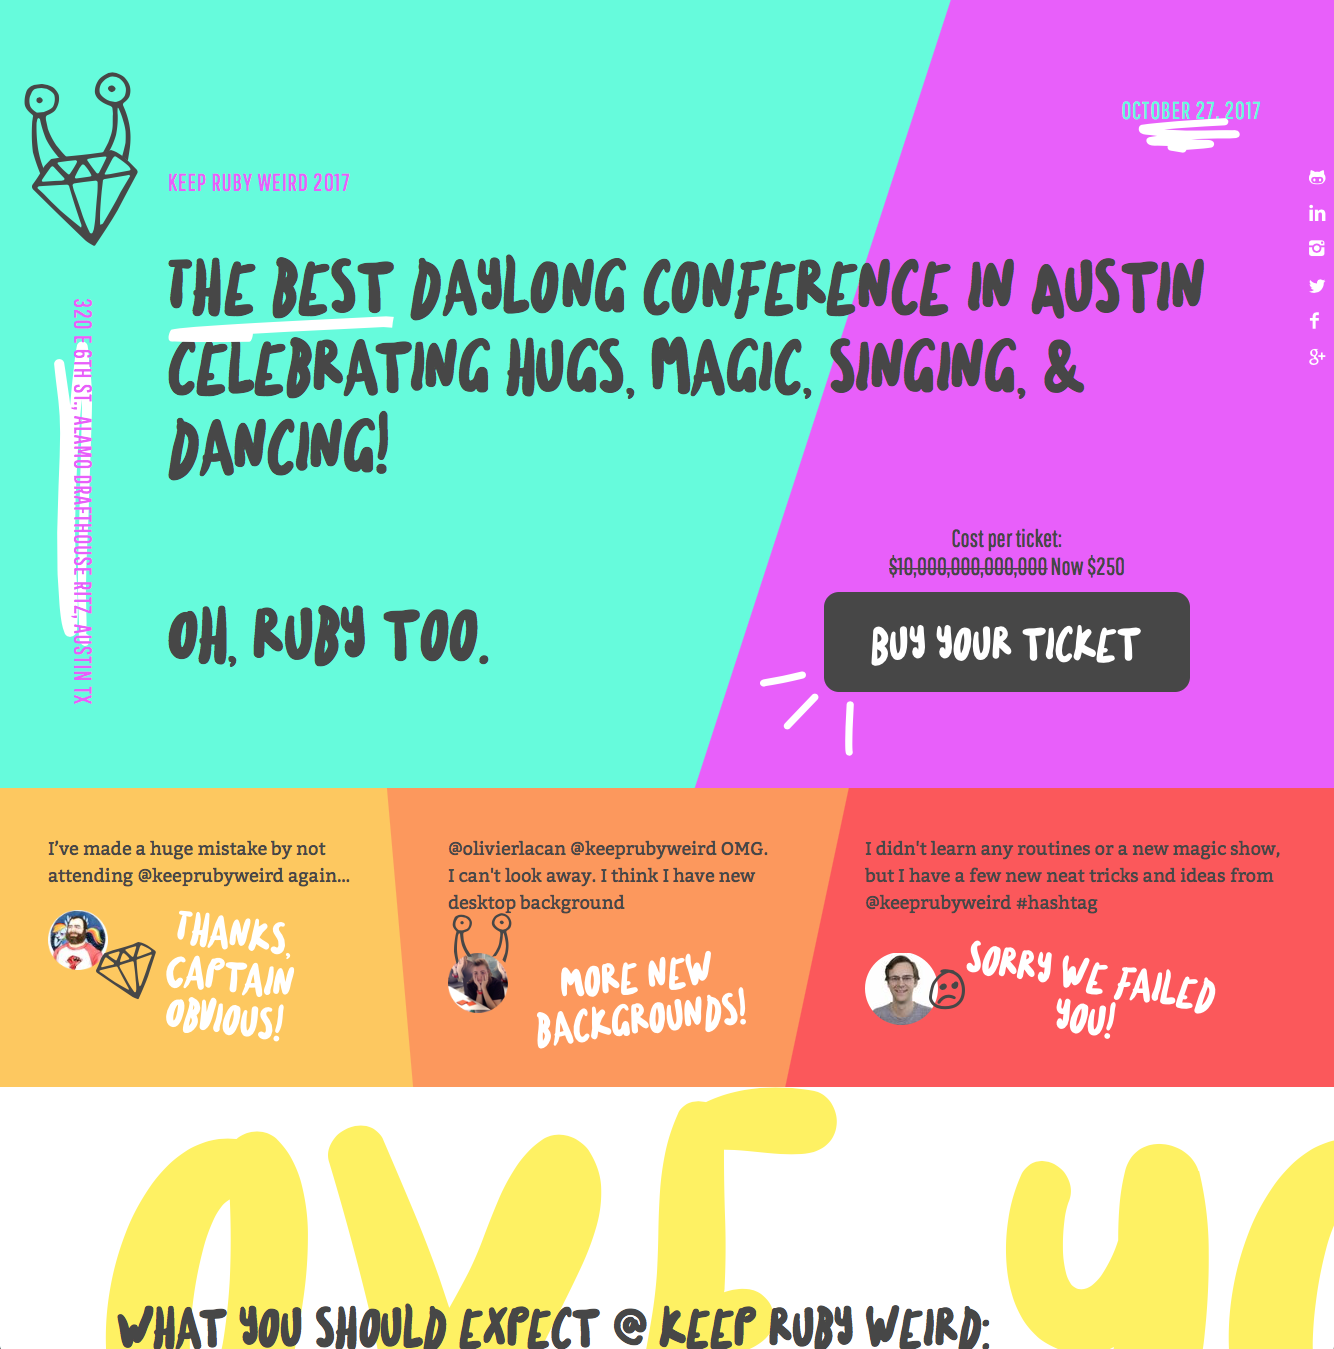 OCTOBER 27, 2017
KEEP RUBY WEIRD 2017
THE BEST DAYLONG CONFERENCE IN AUSTIN
CELEBRATING HUGS, MAGIC, SINGING, &
DANCING!
320 E 6TH ST., ALAMO DRAFTHOUSE RITZ, AUSTIN TX
OH, RUBY TOO.
Cost per ticket:
$10,000,000,000,000 Now $250
BUY YOUR TICKET
I’ve made a huge mistake by not
attending @keeprubyweird again...
THANKS,
CAPTAIN
OBVIOUS!
@olivierlacan @keeprubyweird OMG.
I can't look away. I think I have new
desktop background
MORE NEW
BACKGROUNDS!
I didn't learn any routines or a new magic show,
but I have a few new neat tricks and ideas from
@keeprubyweird #hashtag
SORRY WE FAILED
YOU!
WHAT YOU SHOULD EXPECT @ KEEP RUBY WEIRD: